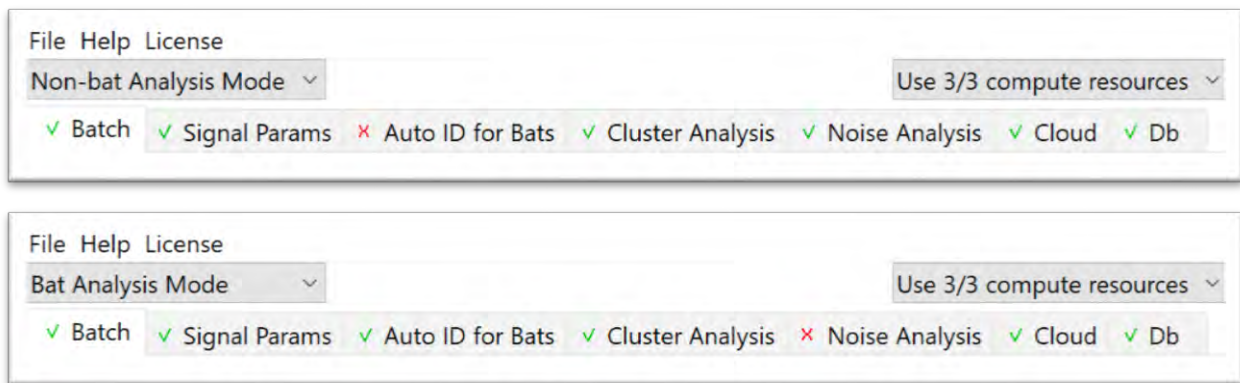 File Help License
Non-bat Analysis Mode Use 3/3 compute resources
Batch Signal Params Auto ID for Bats Cluster Analysis Noise Analysis Cloud Db
File Help License
Bat Analysis Mode Use 3/3 compute resources
Batch Signal Params Auto ID for Bats Cluster Analysis Noise Analysis Cloud Db